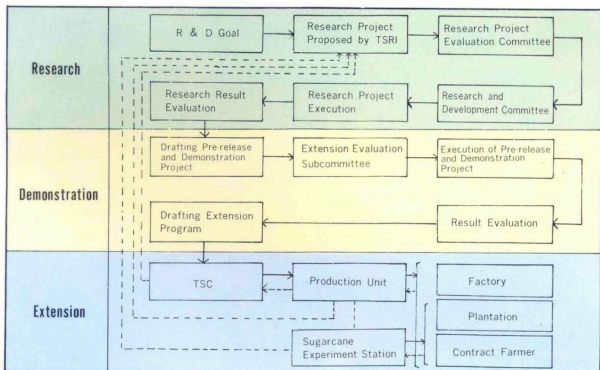 Research
R & D Goal
Research Project
Proposed by TSRI
Research Project
Evaluation Committee
Research Result
Evaluation
Research Project
Execution
Research and
Development Committee
Demonstration
Drafting Pre-release
and Demonstration
Project
Extension Evaluation
Subcommittee
Execution of Pre-release
and Demonstration
Project
Drafting Extension
Program
Result Evaluation
Extension
TSC
Production Unit
Factory
Plantation
Sugarcane
Experiment Station
Contract Farmer